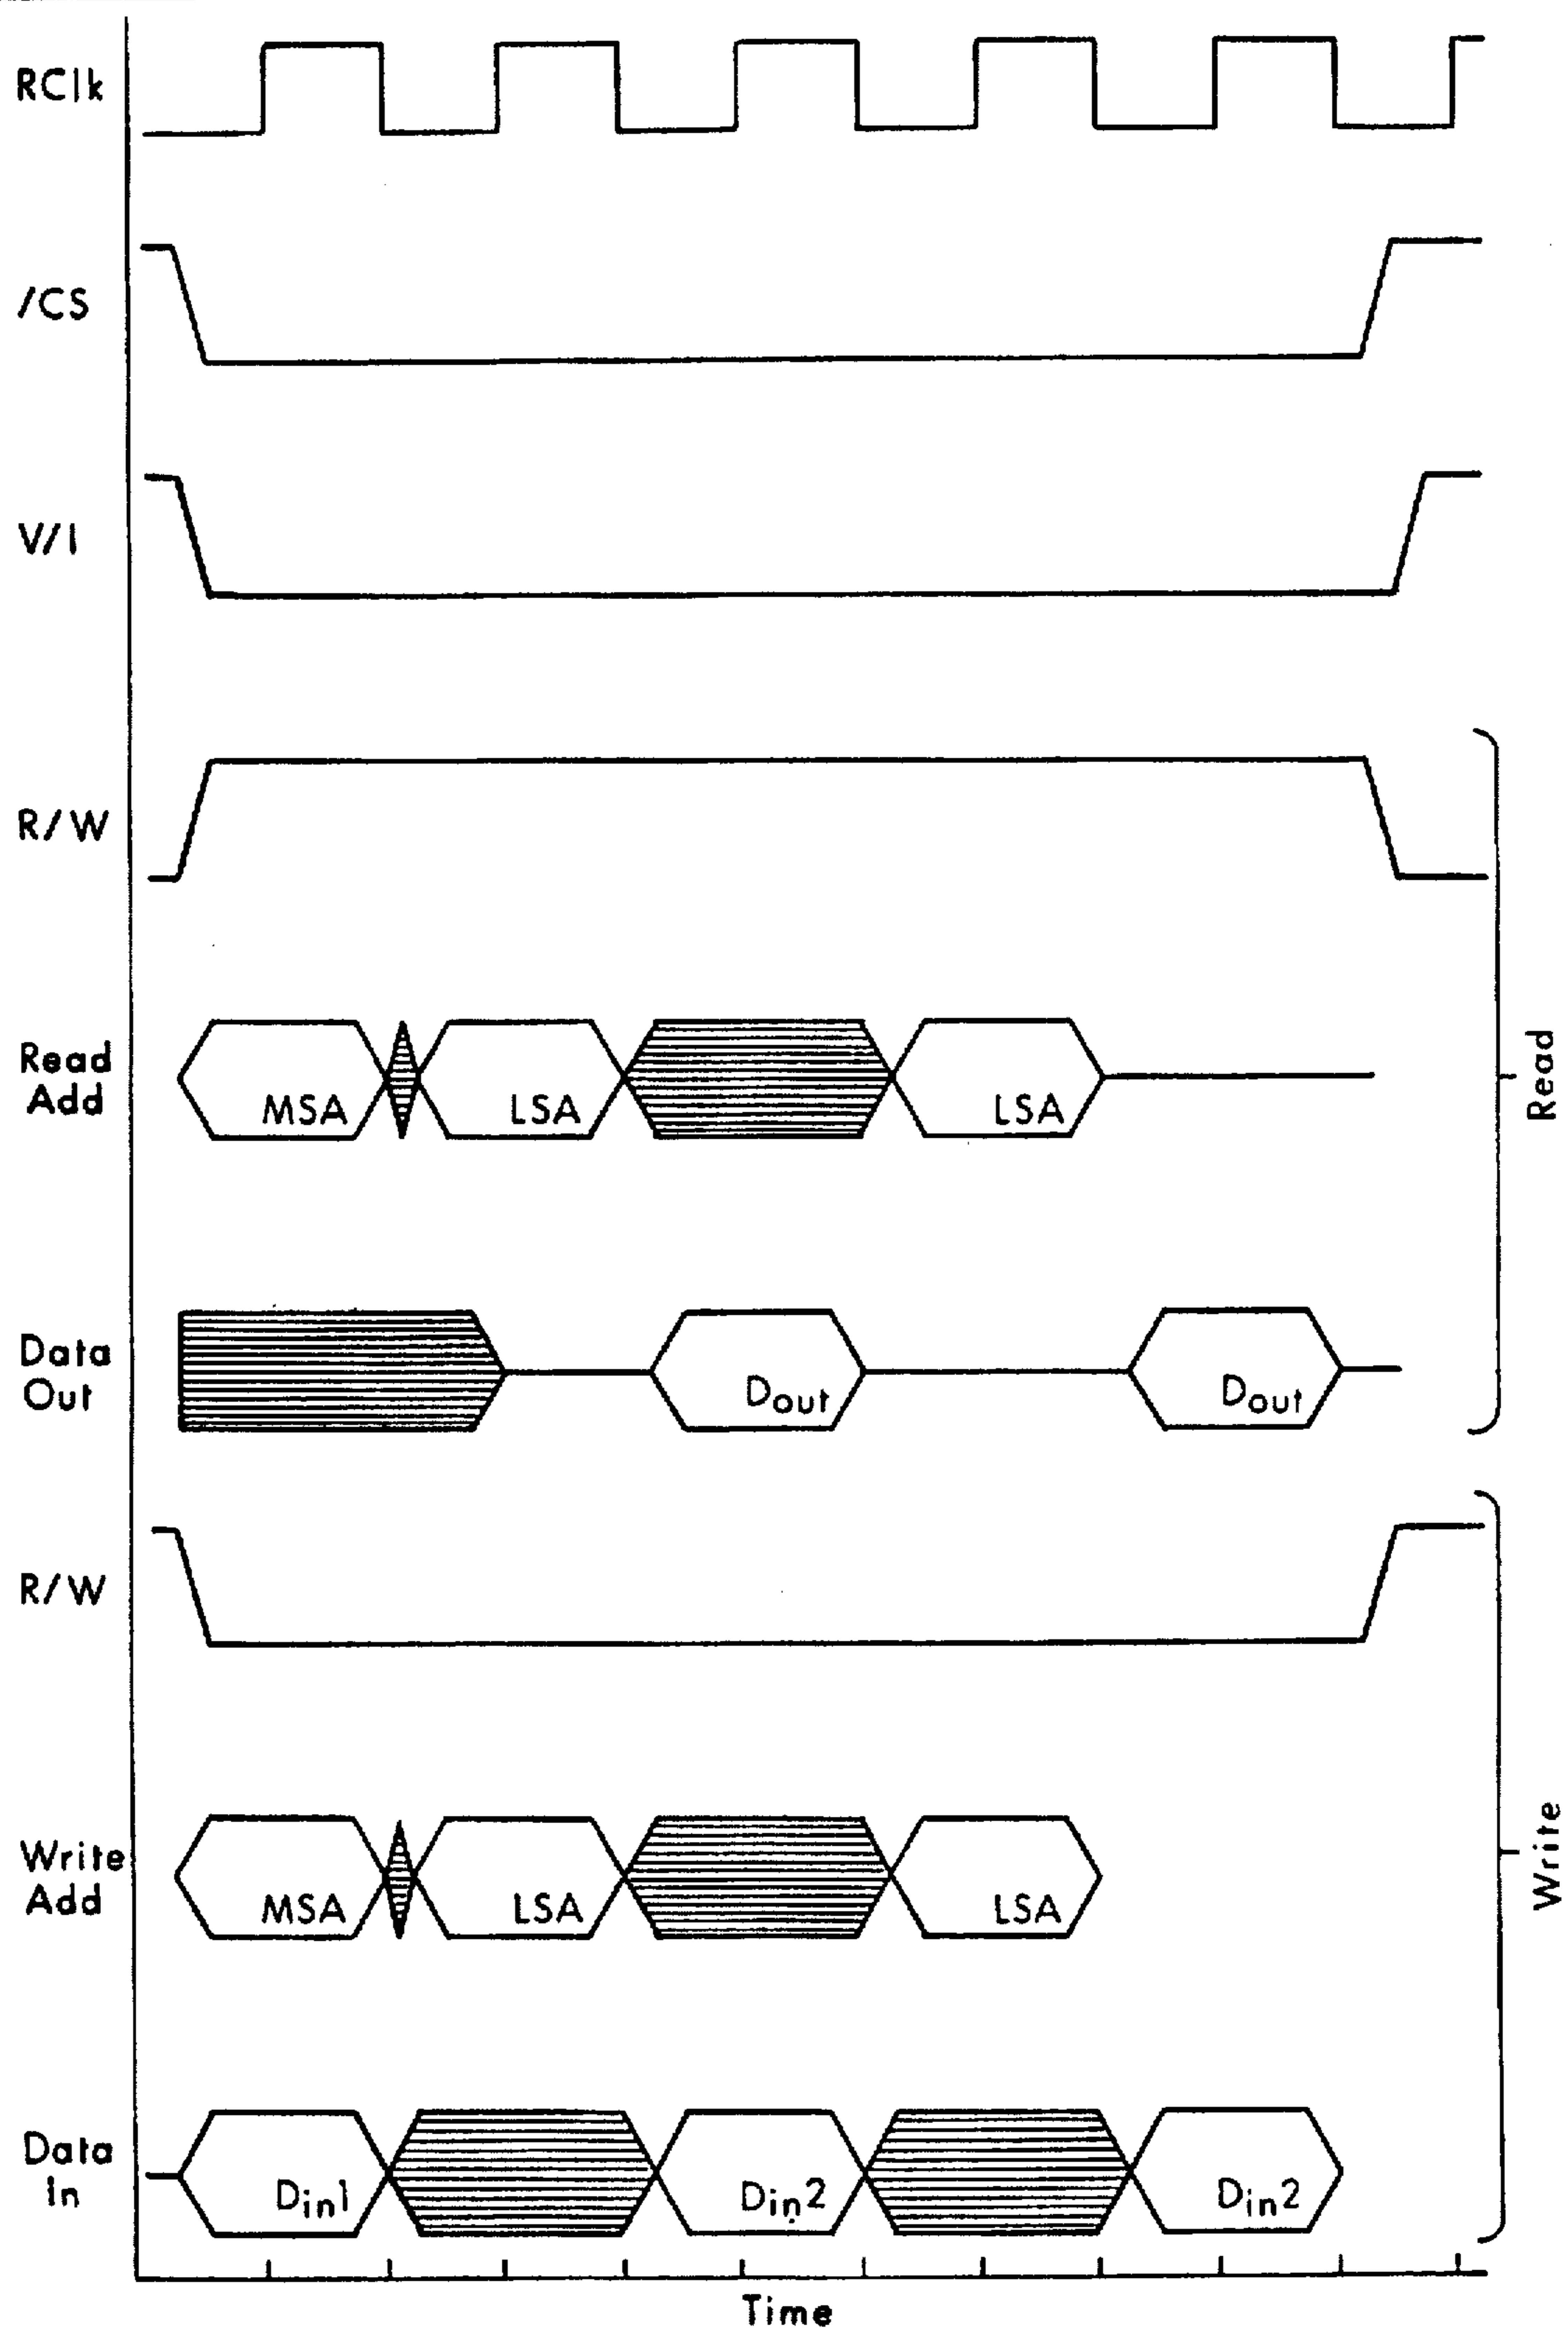 RClk
/CS
V/I
R/W
Read
Add
MSA
LSA
LSA
Read
Data
Out
Dout
Dout
R/W
Write
Add
MSA
LSA
LSA
Write
Data
In
Din1
Din2
Din2
Time